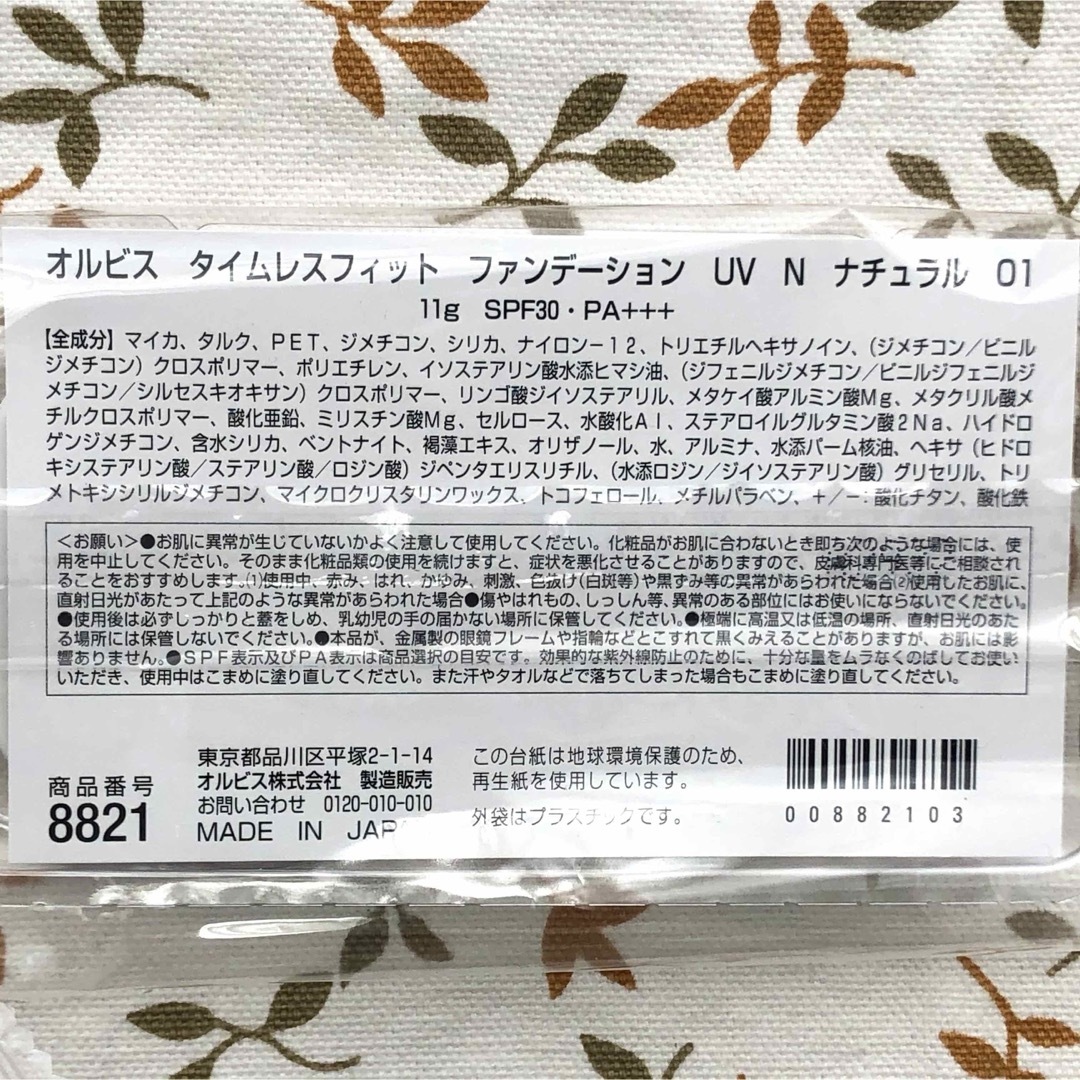 オルビス タイムレスフィット ファンデーション UV N ナチュラル 01
11g SPF30・PA+++
【全成分】マイカ、タルク、PET、ジメチコン、シリカ、ナイロン－12、トリエチルヘキサノイン、（ジメチコン／ビニル
ジメチコン）クロスポリマー、ポリエチレン、イソステアリン酸水添ヒマシ油、（ジフェニルジメチコン／ビニルジフェニルジ
メチコン／シルセスキオキサン）クロスポリマー、リンゴ酸ジイソステアリル、メタケイ酸アルミン酸Mg、メタクリル酸メ
チルクロスポリマー、酸化亜鉛、ミリスチン酸Mg、セルロース、水酸化Al、ステアロイルグルタミン酸2Na、ハイドロ
ゲンジメチコン、含水シリカ、ベントナイト、褐藻エキス、オリザノール、水、アルミナ、水添パーム核油、ヘキサ（ヒドロ
キシステアリン酸／ステアリン酸／ロジン酸）ジペンタエリスリチル、（水添ロジン／ジイソステアリン酸）グリセリル、トリ
メトキシシリルジメチコン、マイクロクリスタリンワックス、トコフェロール、メチルパラベン、＋／－：酸化チタン、酸化鉄
＜お願い＞●お肌に異常が生じていないかよく注意して使用してください。化粧品がお肌に合わないとき即ち次のような場合には、使
用を中止してください。そのまま化粧品類の使用を続けますと、症状を悪化させることがありますので、皮膚科専門医等にご相談され
ることをおすすめします。(1)使用中、赤み、はれ、かゆみ、刺激、色抜け（白斑等）や黒ずみ等の異常があらわれた場合(2)使用したお肌に、
直射日光があたって上記のような異常があらわれた場合●傷やはれもの、しっしん等、異常のある部位にはお使いにならないでください。
●使用後は必ずしっかりと蓋をしめ、乳幼児の手の届かない場所に保管してください。●極端に高温又は低温の場所、直射日光のあた
る場所には保管しないでください。●本品が、金属製の眼鏡フレームや指輪などとこすれて黒くみえることがありますが、お肌には影
響ありません。●SPF表示及びPA表示は商品選択の目安です。効果的な紫外線防止のために、十分な量をムラなくのばしてお使い
いただき、使用中はこまめに塗り直してください。また汗やタオルなどで落ちてしまった場合もこまめに塗り直してください。
商品番号
8821
東京都品川区平塚2-1-14
オルビス株式会社 製造販売
お問い合わせ 0120-010-010
MADE IN JAPA
この台紙は地球環境保護のため、
再生紙を使用しています。
外袋はプラスチックです。
00882103